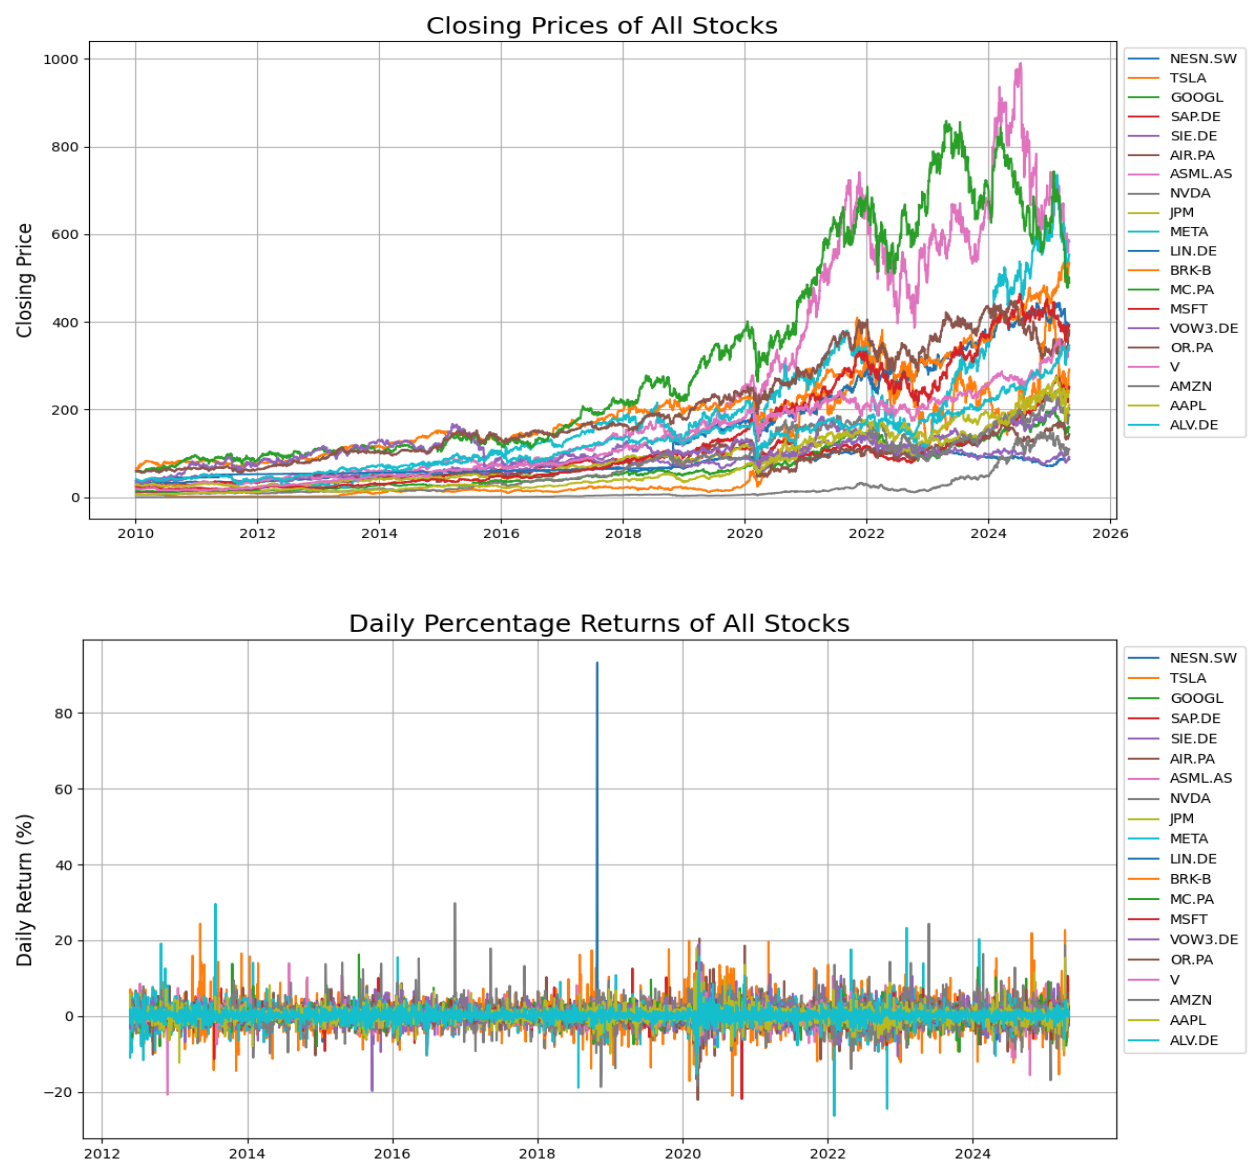 Closing Prices of All Stocks
Closing Price
1000
800
600
400
200
0
2010 2012 2014 2016 2018 2020 2022 2024 2026
NESN.SW
TSLA
GOOGL
SAP.DE
SIE.DE
AIR.PA
ASML.AS
NVDA
JPM
META
LIN.DE
BRK-B
MC.PA
MSFT
VOW3.DE
OR.PA
V
AMZN
AAPL
ALV.DE
Daily Percentage Returns of All Stocks
Daily Return (%)
80
60
40
20
0
−20
2012 2014 2016 2018 2020 2022 2024
NESN.SW
TSLA
GOOGL
SAP.DE
SIE.DE
AIR.PA
ASML.AS
NVDA
JPM
META
LIN.DE
BRK-B
MC.PA
MSFT
VOW3.DE
OR.PA
V
AMZN
AAPL
ALV.DE